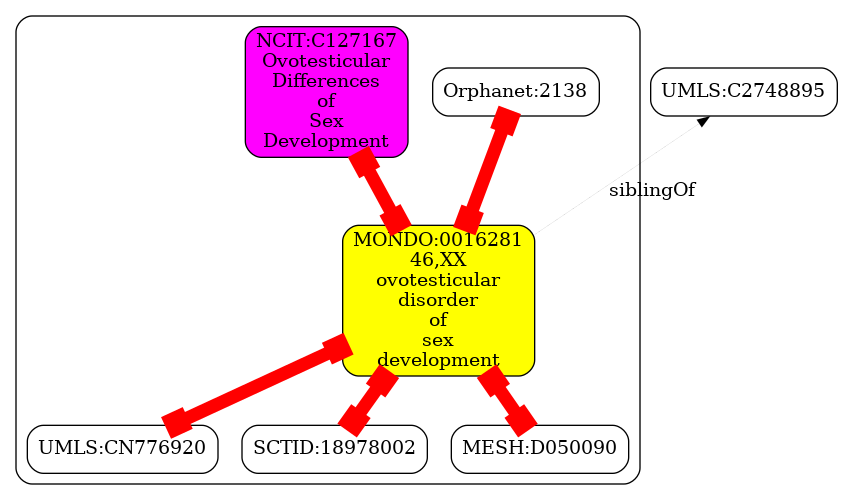 NCIT:C127167
Ovotesticular
Differences
of
Sex
Development
Orphanet:2138
UMLS:C2748895
siblingOf
MONDO:0016281
46,XX
ovotesticular
disorder
of
sex
development
UMLS:CN776920
SCTID:18978002
MESH:D050090